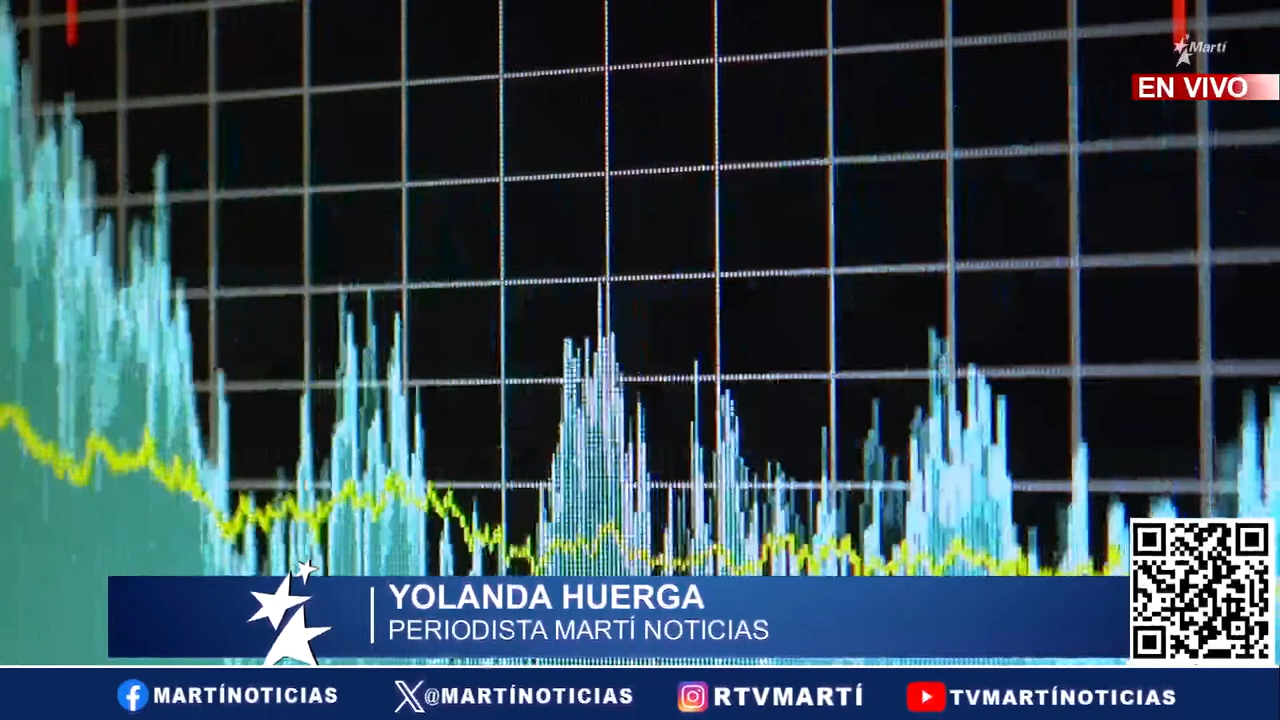 Martí
EN VIVO
YOLANDA HUERGA
PERIODISTA MARTÍ NOTICIAS
MARTÍNOTICIAS
@MARTÍNOTICIAS
RTVMARTÍ
TVMARTÍNOTICIAS